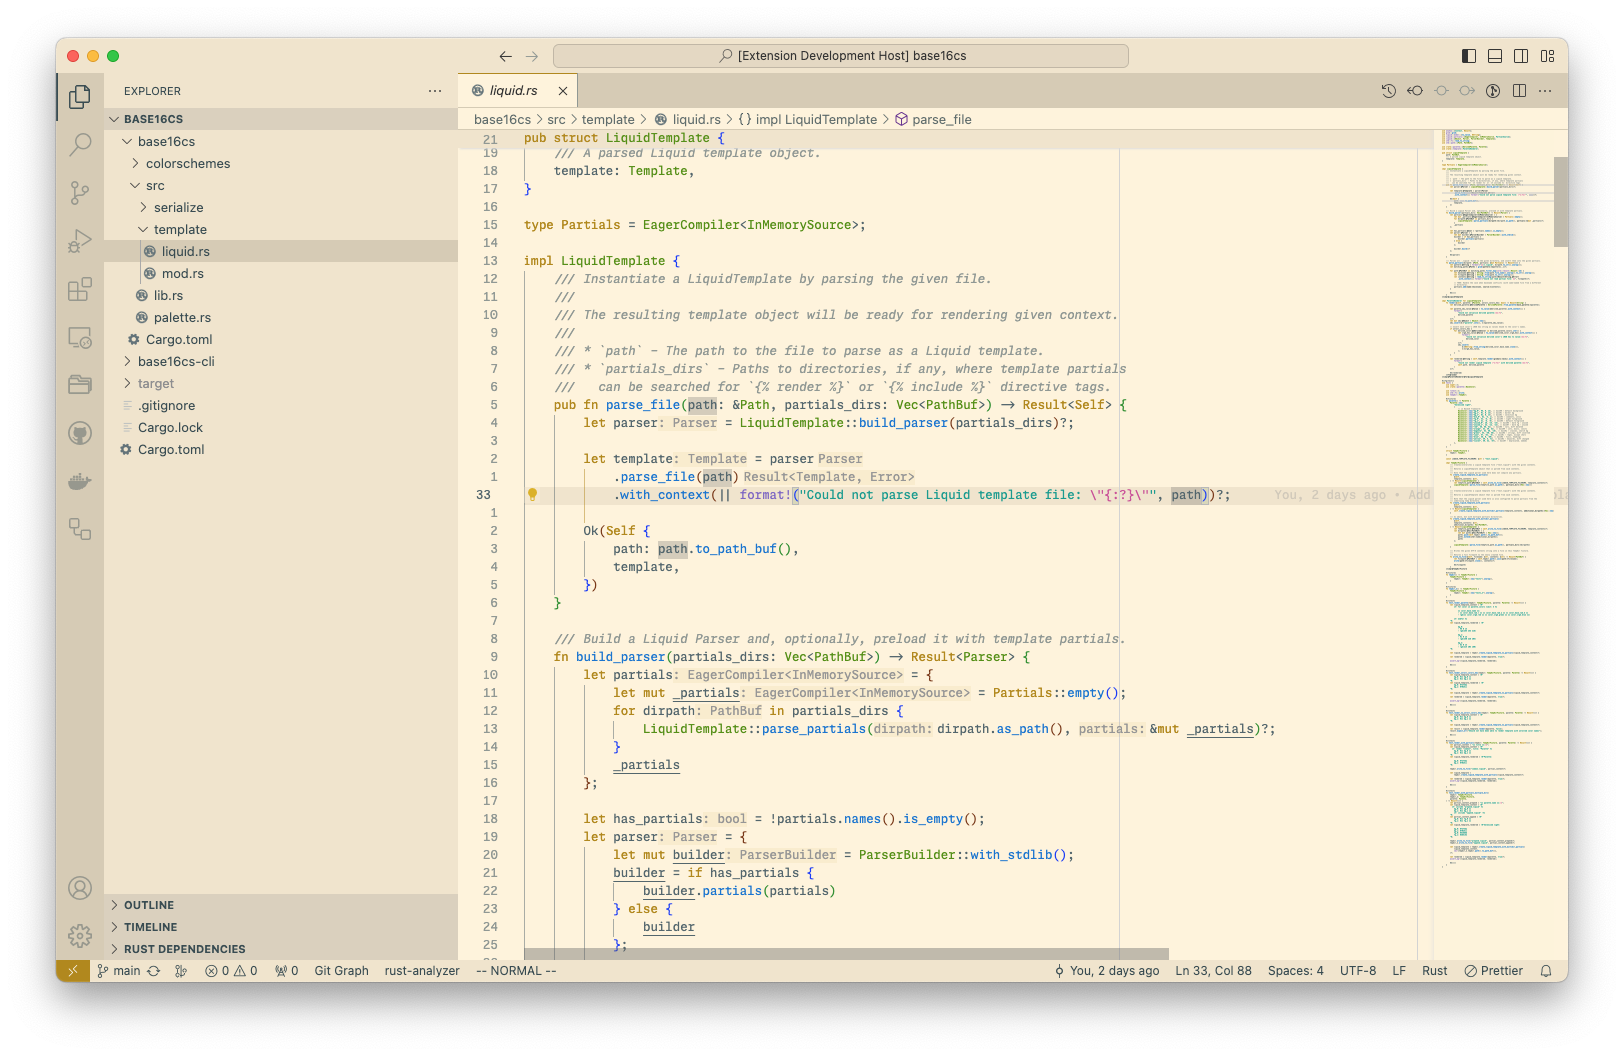 [Extension Development Host] base16cs
EXPLORER
liquid.rs
BASE16CS
base16cs > src > template > liquid.rs > {} impl LiquidTemplate > parse_file
base16cs
colorschemes
src
serialize
template
liquid.rs
mod.rs
lib.rs
palette.rs
Cargo.toml
base16cs-cli
target
.gitignore
Cargo.lock
Cargo.toml
OUTLINE
TIMELINE
RUST DEPENDENCIES
21 pub struct LiquidTemplate {
19 /// A parsed Liquid template object.
18 template: Template,
17 }
16
15 type Partials = EagerCompiler<InMemorySource>;
14
13 impl LiquidTemplate {
12 /// Instantiate a LiquidTemplate by parsing the given file.
11 ///
10 /// The resulting template object will be ready for rendering given context.
9 ///
8 /// * `path` – The path to the file to parse as a Liquid template.
7 /// * `partials_dirs` – Paths to directories, if any, where template partials
6 /// can be searched for `{% render %}` or `{% include %}` directive tags.
5 pub fn parse_file(path: &Path, partials_dirs: Vec<PathBuf>) → Result<Self> {
4 let parser: Parser = LiquidTemplate::build_parser(partials_dirs)?;
3
2 let template: Template = parser Parser
1 .parse_file(path) Result<Template, Error>
33 .with_context(|| format!("Could not parse Liquid template file: \"{:?}\"", path))?; You, 2 days ago • Add
1
2 Ok(Self {
3 path: path.to_path_buf(),
4 template,
5 })
6 }
7
8 /// Build a Liquid Parser and, optionally, preload it with template partials.
9 fn build_parser(partials_dirs: Vec<PathBuf>) → Result<Parser> {
10 let partials: EagerCompiler<InMemorySource> = {
11 let mut _partials: EagerCompiler<InMemorySource> = Partials::empty();
12 for dirpath: PathBuf in partials_dirs {
13 LiquidTemplate::parse_partials(dirpath: dirpath.as_path(), partials: &mut _partials)?;
14 }
15 _partials
16 };
17
18 let has_partials: bool = !partials.names().is_empty();
19 let parser: Parser = {
20 let mut builder: ParserBuilder = ParserBuilder::with_stdlib();
21 builder = if has_partials {
22 builder.partials(partials)
23 } else {
24 builder
25 };
main 0 0 0 Git Graph rust-analyzer -- NORMAL -- You, 2 days ago Ln 33, Col 88 Spaces: 4 UTF-8 LF Rust Prettier